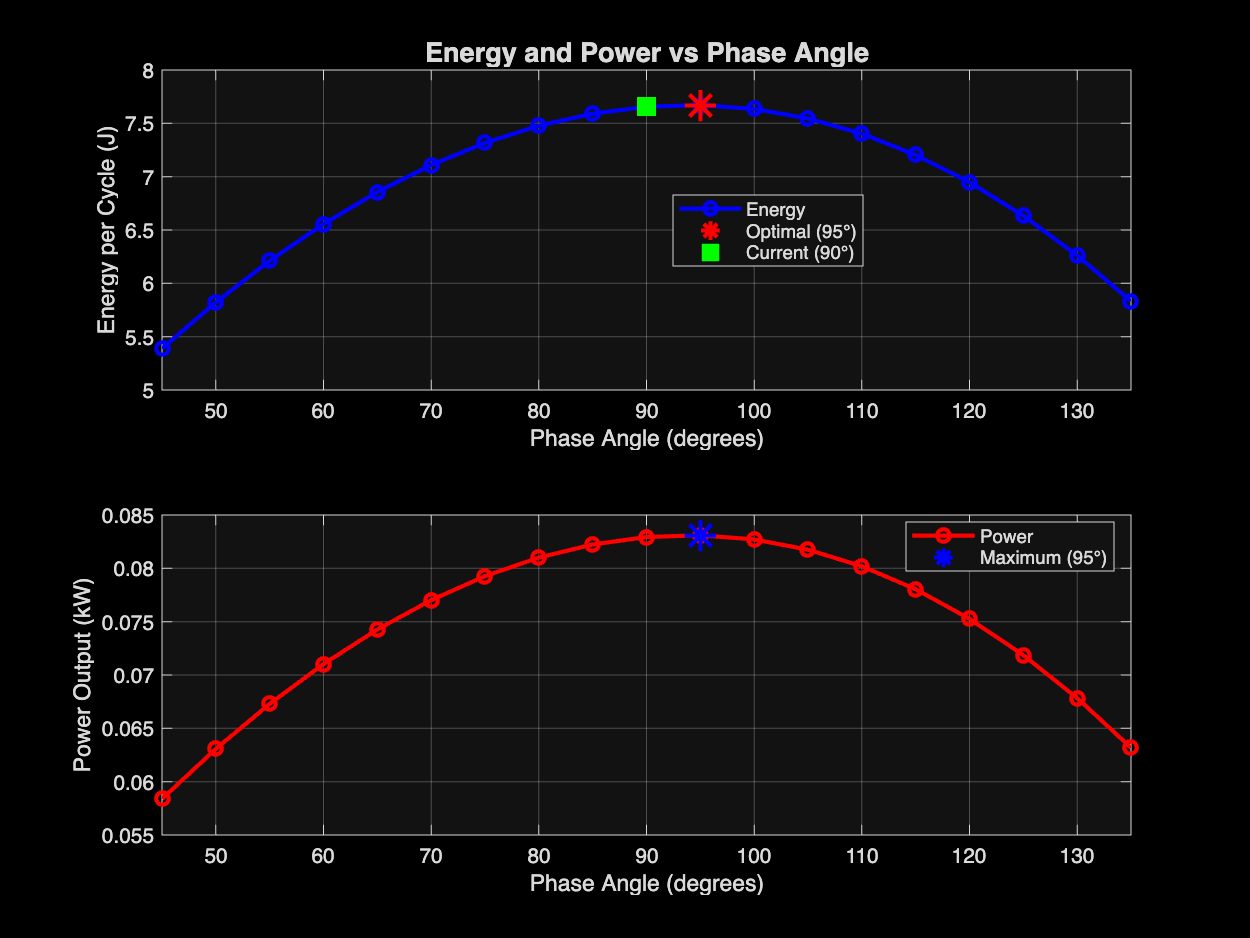 Energy and Power vs Phase Angle
8
7.5
7
6.5
6
5.5
5
Energy per Cycle (J)
Energy
Optimal (95°)
Current (90°)
50 60 70 80 90 100 110 120 130
Phase Angle (degrees)
0.085
0.08
0.075
0.07
0.065
0.06
0.055
Power Output (kW)
Power
Maximum (95°)
50 60 70 80 90 100 110 120 130
Phase Angle (degrees)